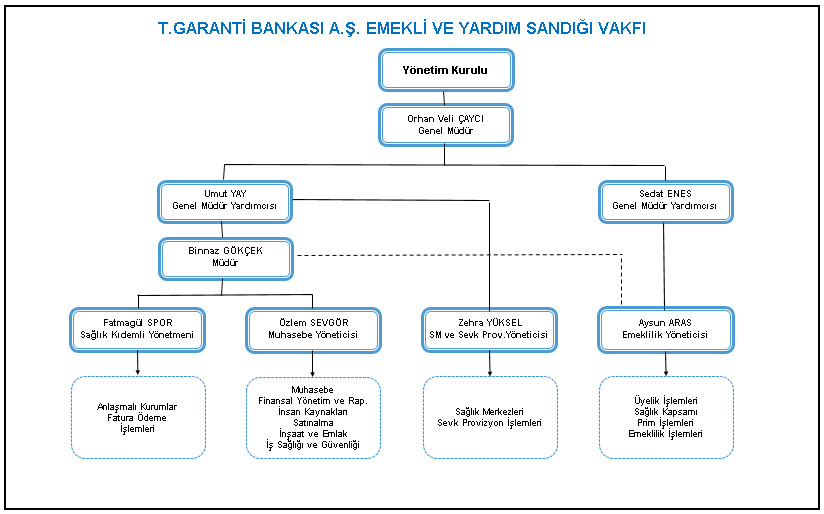 T.GARANTİ BANKASI A.Ş. EMEKLİ VE YARDIM SANDIĞI VAKFI
Yönetim Kurulu
Orhan Veli ÇAYCI
Genel Müdür
Umut YAY
Genel Müdür Yardımcısı
Sedat ENES
Genel Müdür Yardımcısı
Binnaz GÖKÇEK
Müdür
Fatmagül SPOR
Sağlık Kıdemli Yönetmeni
Özlem SEVGÖR
Muhasebe Yöneticisi
Zehra YÜKSEL
SM ve Sevk Prov.Yöneticisi
Aysun ARAS
Emeklilik Yöneticisi
Anlaşmalı Kurumlar
Fatura Ödeme
İşlemleri
Muhasebe
Finansal Yönetim ve Rap.
İnsan Kaynakları
Satınalma
İnşaat ve Emlak
İş Sağlığı ve Güvenliği
Sağlık Merkezleri
Sevk Provizyon İşlemleri
Üyelik İşlemleri
Sağlık Kapsamı
Prim İşlemleri
Emeklilik İşlemleri